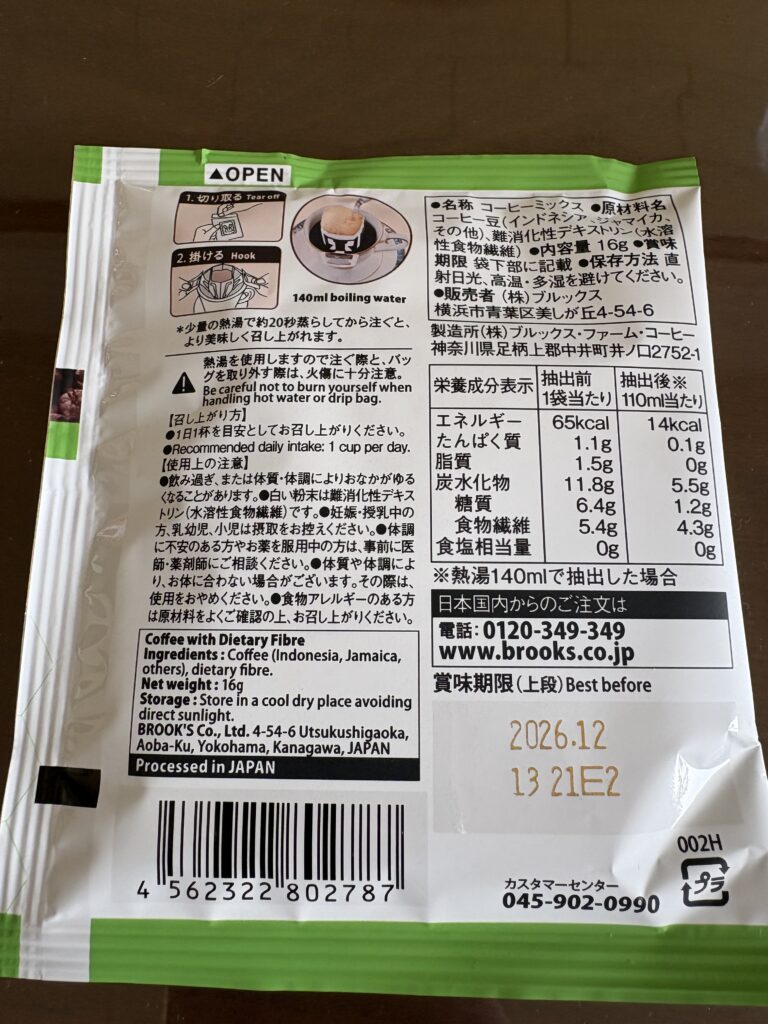 ▲OPEN
1. 切り取る Tear off
2. 掛ける Hook
140ml boiling water
*少量の熱湯で約20秒蒸らしてから注ぐと、
より美味しく召し上がれます。
熱湯を使用しますので注ぐ際と、バッ
グを取り外す際は、火傷に十分注意。
Be careful not to burn yourself when
handling hot water or drip bag.
【召し上がり方】
●1日1杯を目安としてお召し上がりください。
●Recommended daily intake: 1 cup per day.
【使用上の注意】
●飲み過ぎ、または体質・体調によりおなかがゆる
くなることがあります。●白い粉末は難消化性デキス
トリン(水溶性食物繊維)です。●妊娠・授乳中の
方、乳幼児、小児は摂取をお控えください。●体調
に不安のある方やお薬を服用中の方は、事前に医
師・薬剤師にご相談ください。●体質や体調によ
り、お体に合わない場合がございます。その際は、
使用をおやめください。●食物アレルギーのある方
は原材料をよくご確認の上、お召し上がりください。
Coffee with Dietary Fibre
Ingredients : Coffee (Indonesia, Jamaica,
others), dietary fibre.
Net weight : 16g
Storage : Store in a cool dry place avoiding
direct sunlight.
BROOK'S Co., Ltd. 4-54-6 Utsukushigaoka,
Aoba-Ku, Yokohama, Kanagawa, JAPAN
Processed in JAPAN
4 562322 802787
●名称 コーヒーミックス ●原材料名
コーヒー豆(インドネシア、ジャマイカ、
その他)、難消化性デキストリン(水溶
性食物繊維) ●内容量 16g ●賞味
期限 袋下部に記載 ●保存方法 直
射日光、高温・多湿を避けてください。
●販売者 (株)ブルックス
横浜市青葉区美しが丘4-54-6
製造所(株)ブルックス・ファーム・コーヒー
神奈川県足柄上郡中井町井ノ口2752-1
栄養成分表示 抽出前 1袋当たり 抽出後※ 110ml当たり
エネルギー 65kcal 14kcal
たんぱく質 1.1g 0.1g
脂質 1.5g 0g
炭水化物 11.8g 5.5g
糖質 6.4g 1.2g
食物繊維 5.4g 4.3g
食塩相当量 0g 0g
※熱湯140mlで抽出した場合
日本国内からのご注文は
電話: 0120-349-349
www.brooks.co.jp
賞味期限(上段) Best before
2026.12
13 21E2
002H
プラ
カスタマーセンター
045-902-0990